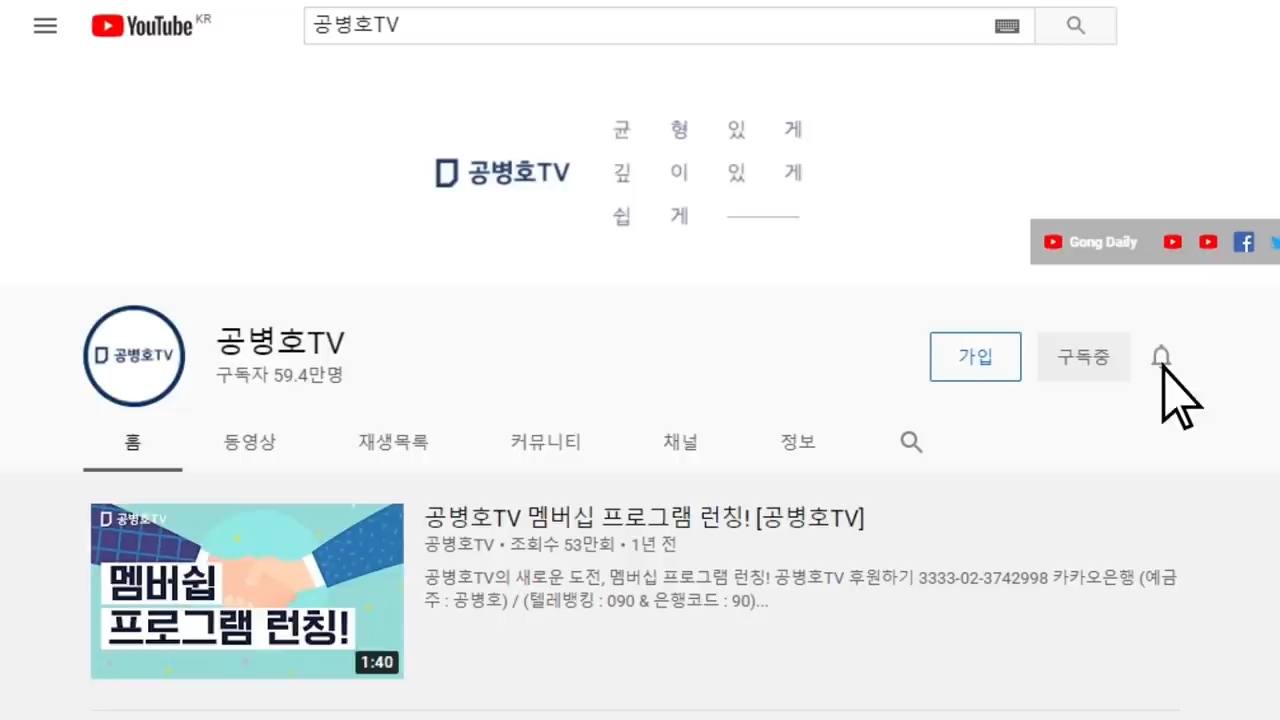 YouTube KR
공병호TV
균 형 있 게
공병호TV
깊 이 있 게
쉽 게
Gong Daily
공병호TV
공병호TV
구독자 59.4만명
가입
구독중
홈
동영상
재생목록
커뮤니티
채널
정보
공병호TV
멤버쉽
프로그램 런칭!
1:40
공병호TV 멤버십 프로그램 런칭! [공병호TV]
공병호TV • 조회수 53만회 • 1년 전
공병호TV의 새로운 도전, 멤버십 프로그램 런칭! 공병호TV 후원하기 3333-02-3742998 카카오은행 (예금
주 : 공병호) / (텔레뱅킹 : 090 & 은행코드 : 90)...